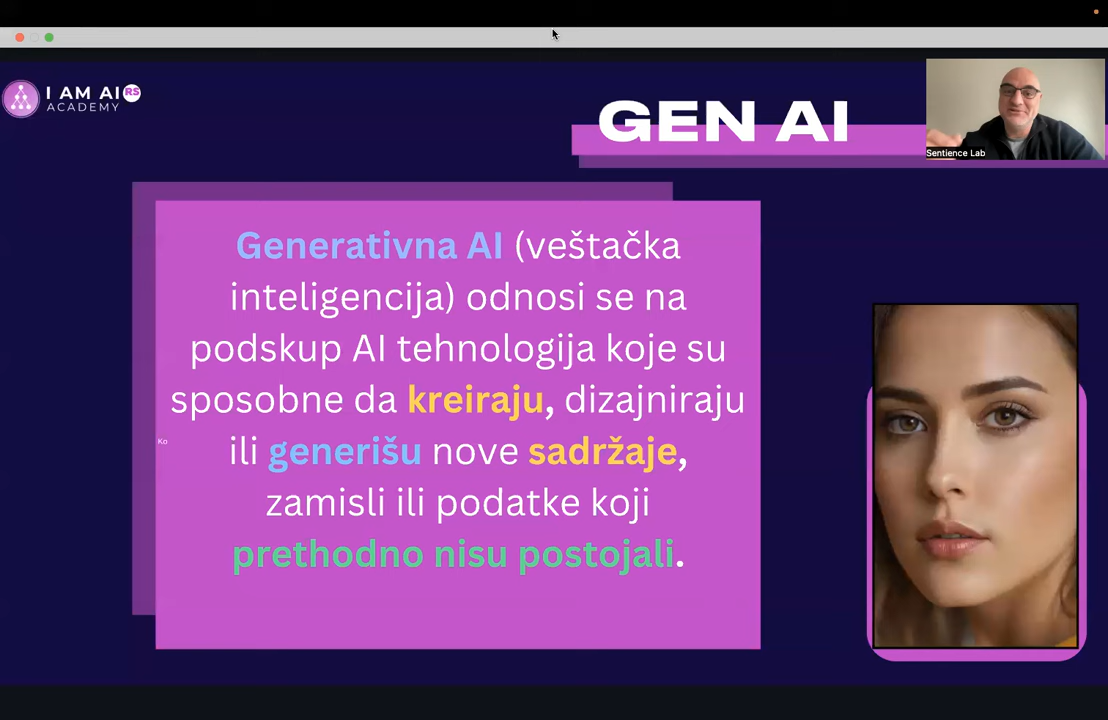 I AM AI RS
ACADEMY
GEN AI
Sentience Lab
Generativna AI (veštačka
inteligencija) odnosi se na
podskup AI tehnologija koje su
sposobne da kreiraju, dizajniraju
ili generišu nove sadržaje,
zamisli ili podatke koji
prethodno nisu postojali.
Ko